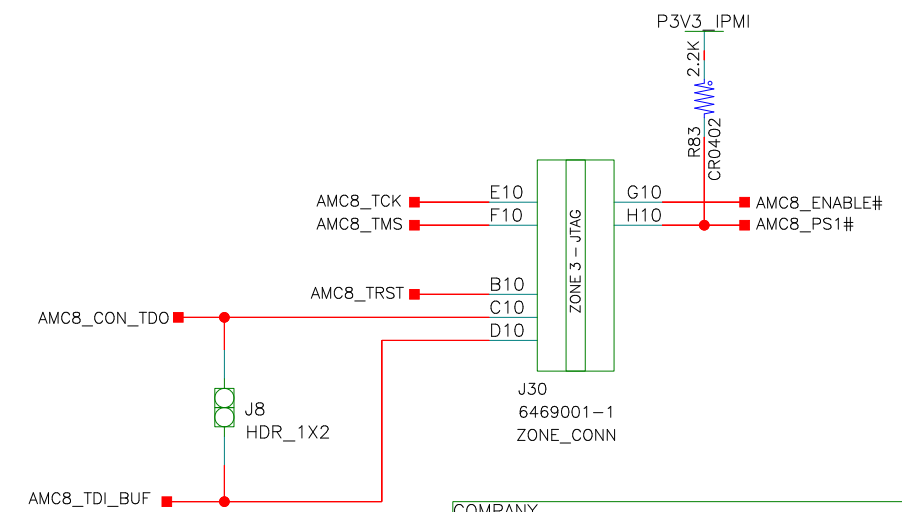 P3V3_IPMI
2.2K
R83
CR0402
AMC8_TCK
E10
G10
AMC8_ENABLE#
AMC8_TMS
F10
H10
AMC8_PS1#
ZONE 3 - JTAG
AMC8_TRST
B10
AMC8_CON_TDO
C10
D10
J30
6469001-1
ZONE_CONN
J8
HDR_1X2
AMC8_TDI_BUF
COMPANY